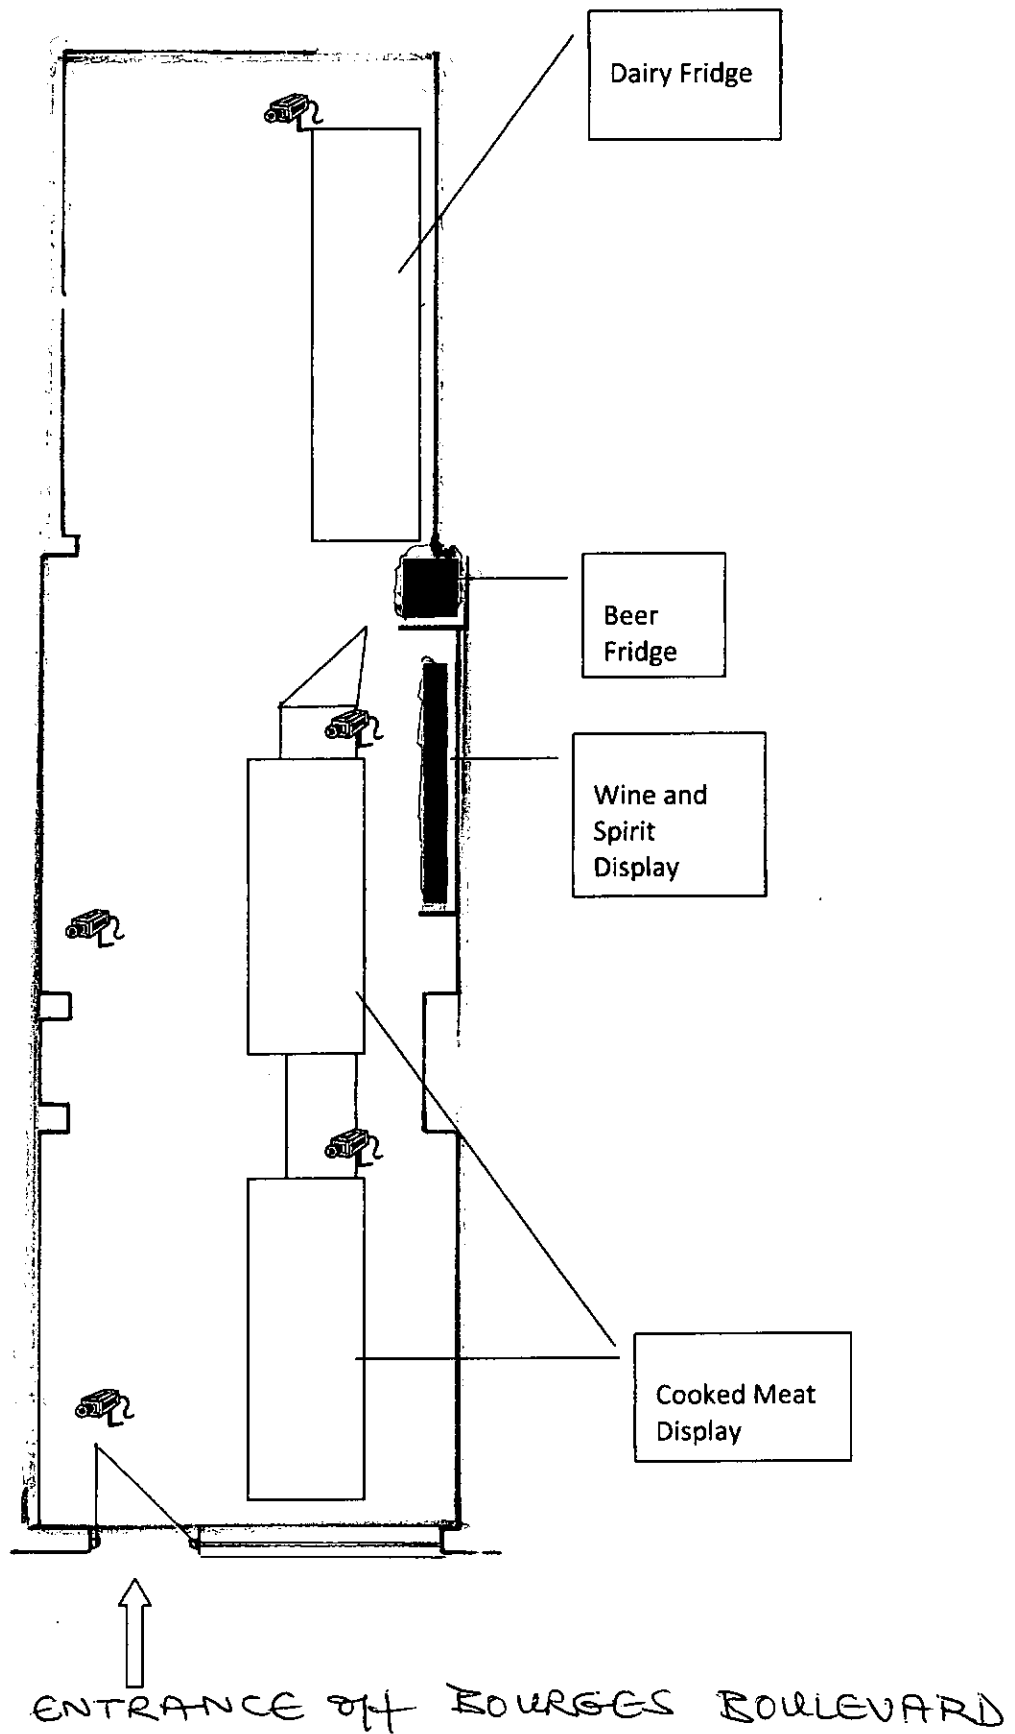 Dairy Fridge
Beer
Fridge
Wine and
Spirit
Display
Cooked Meat
Display
ENTRANCE off BOURGES BOULEVARD